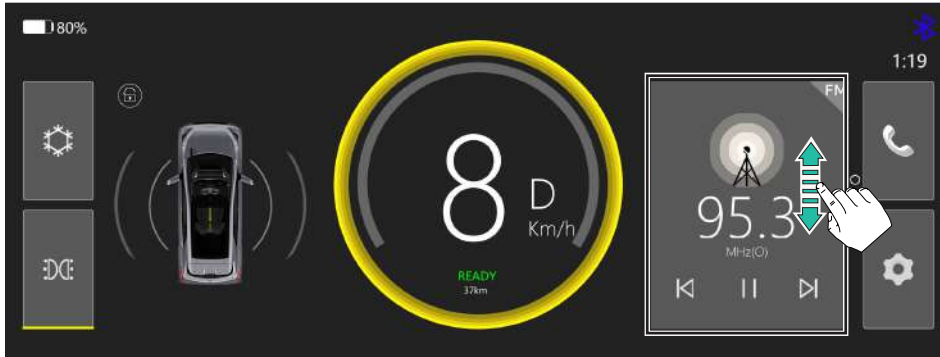 80%
1:19
FM
8
D
Km/h
READY
37km
95.3
MHz(O)